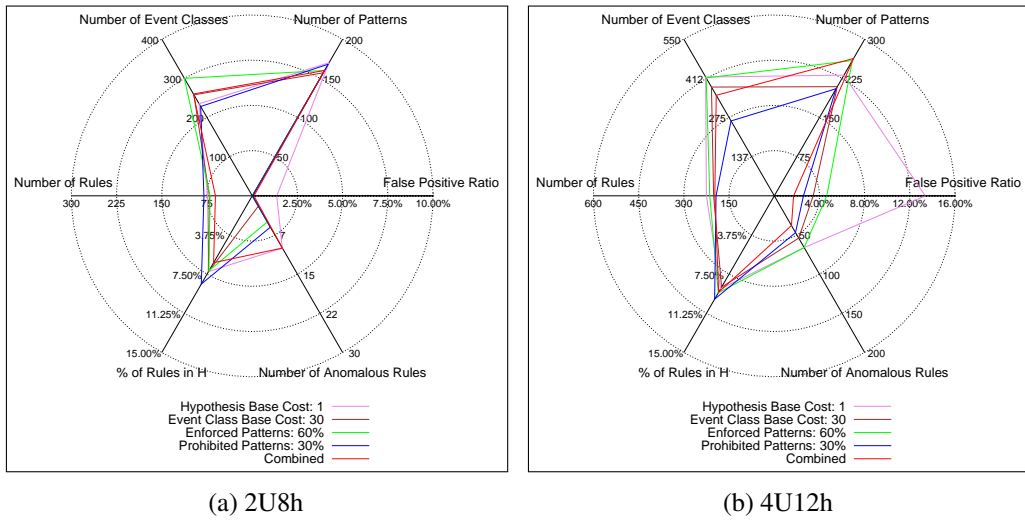 Number of Event Classes
Number of Patterns
400
200
300
150
200
100
100
50
Number of Rules
False Positive Ratio
300
225
150
75
2.50%
5.00%
7.50%
10.00%
3.75%
7
7.50%
15
11.25%
22
15.00%
30
% of Rules in H
Number of Anomalous Rules
Hypothesis Base Cost: 1
Event Class Base Cost: 30
Enforced Patterns: 60%
Prohibited Patterns: 30%
Combined
(a) 2U8h
Number of Event Classes
Number of Patterns
550
300
412
225
275
150
137
75
Number of Rules
False Positive Ratio
600
450
300
150
4.00%
8.00%
12.00%
16.00%
3.75%
50
7.50%
100
11.25%
150
15.00%
200
% of Rules in H
Number of Anomalous Rules
Hypothesis Base Cost: 1
Event Class Base Cost: 30
Enforced Patterns: 60%
Prohibited Patterns: 30%
Combined
(b) 4U12h